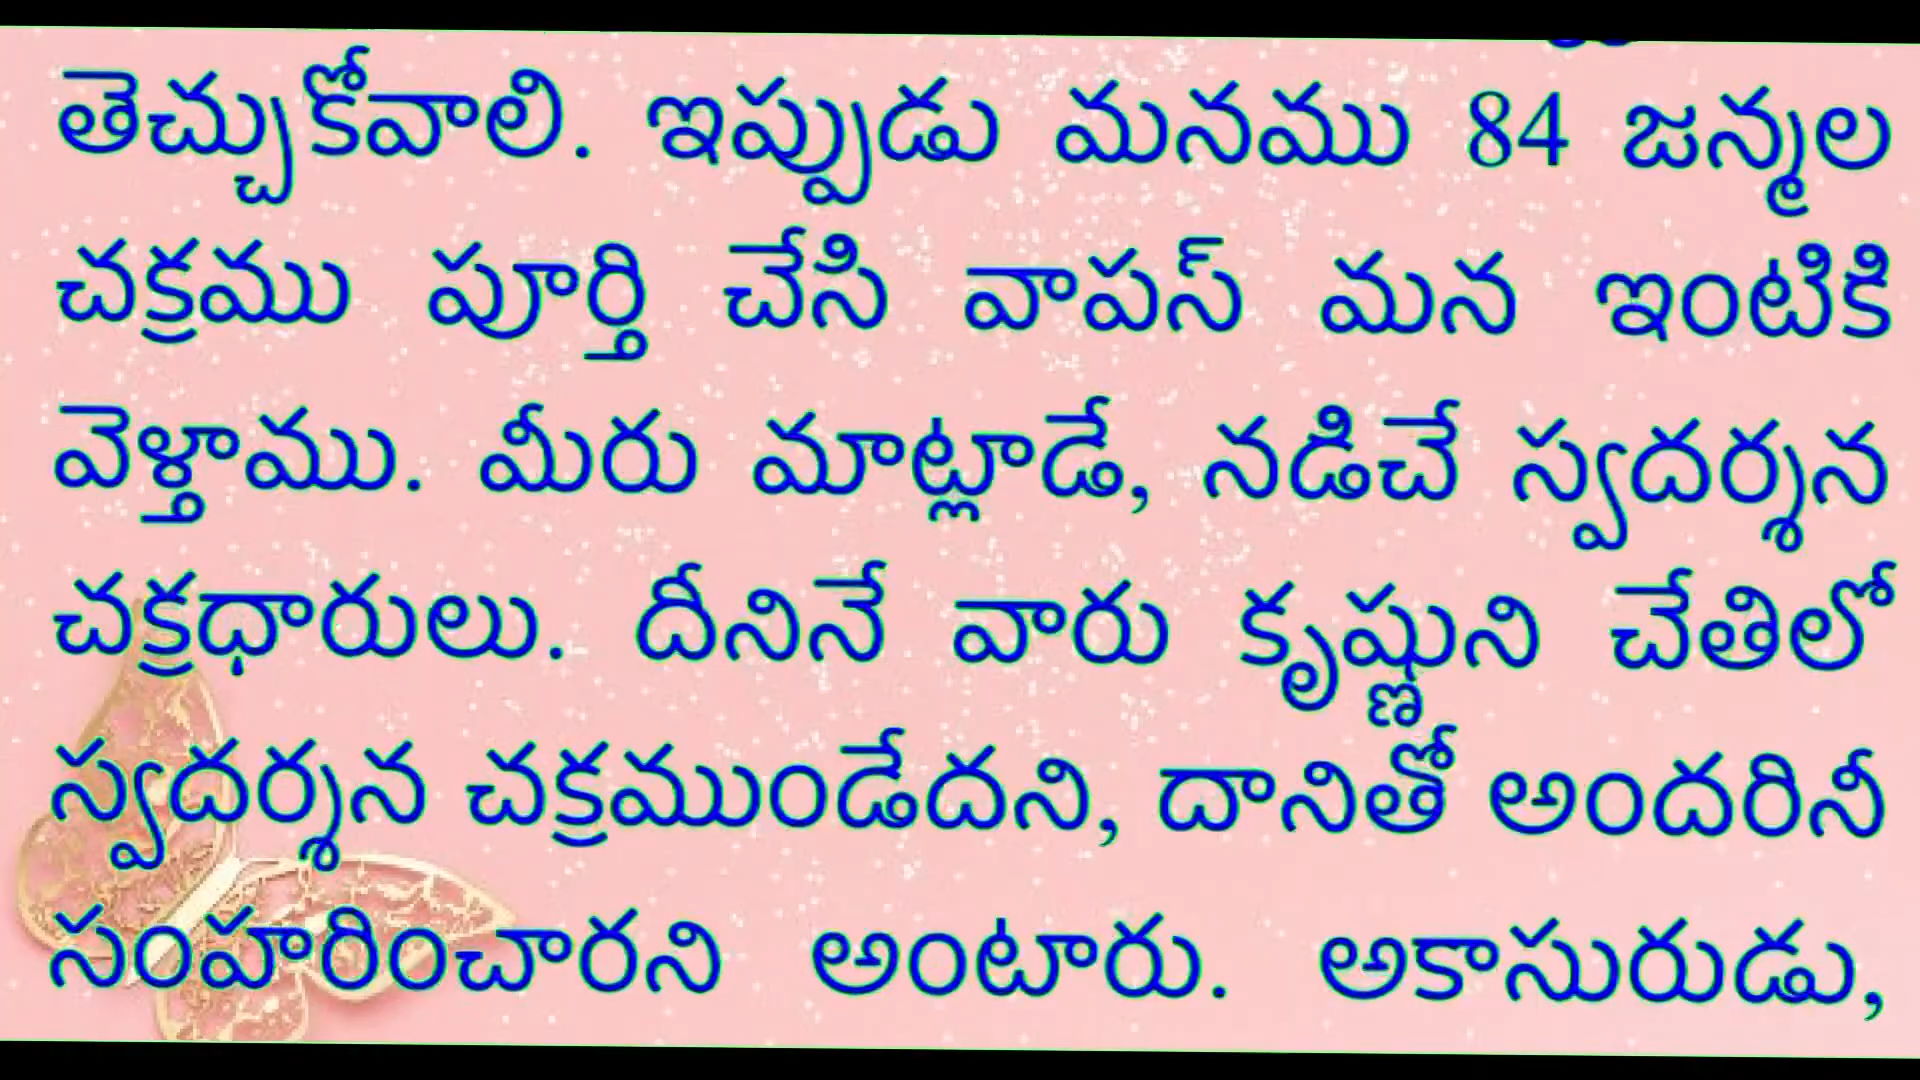 తెచ్చుకోవాలి. ఇప్పుడు మనము 84 జన్మల
చక్రము పూర్తి చేసి వాపస్ మన ఇంటికి
వెళ్తాము. మీరు మాట్లాడే, నడిచే స్వదర్శన
చక్రధారులు. దీనినే వారు కృష్ణుని చేతిలో
స్వదర్శన చక్రముండేదని, దానితో అందరినీ
సంహరించారని అంటారు. అకాసురుడు,